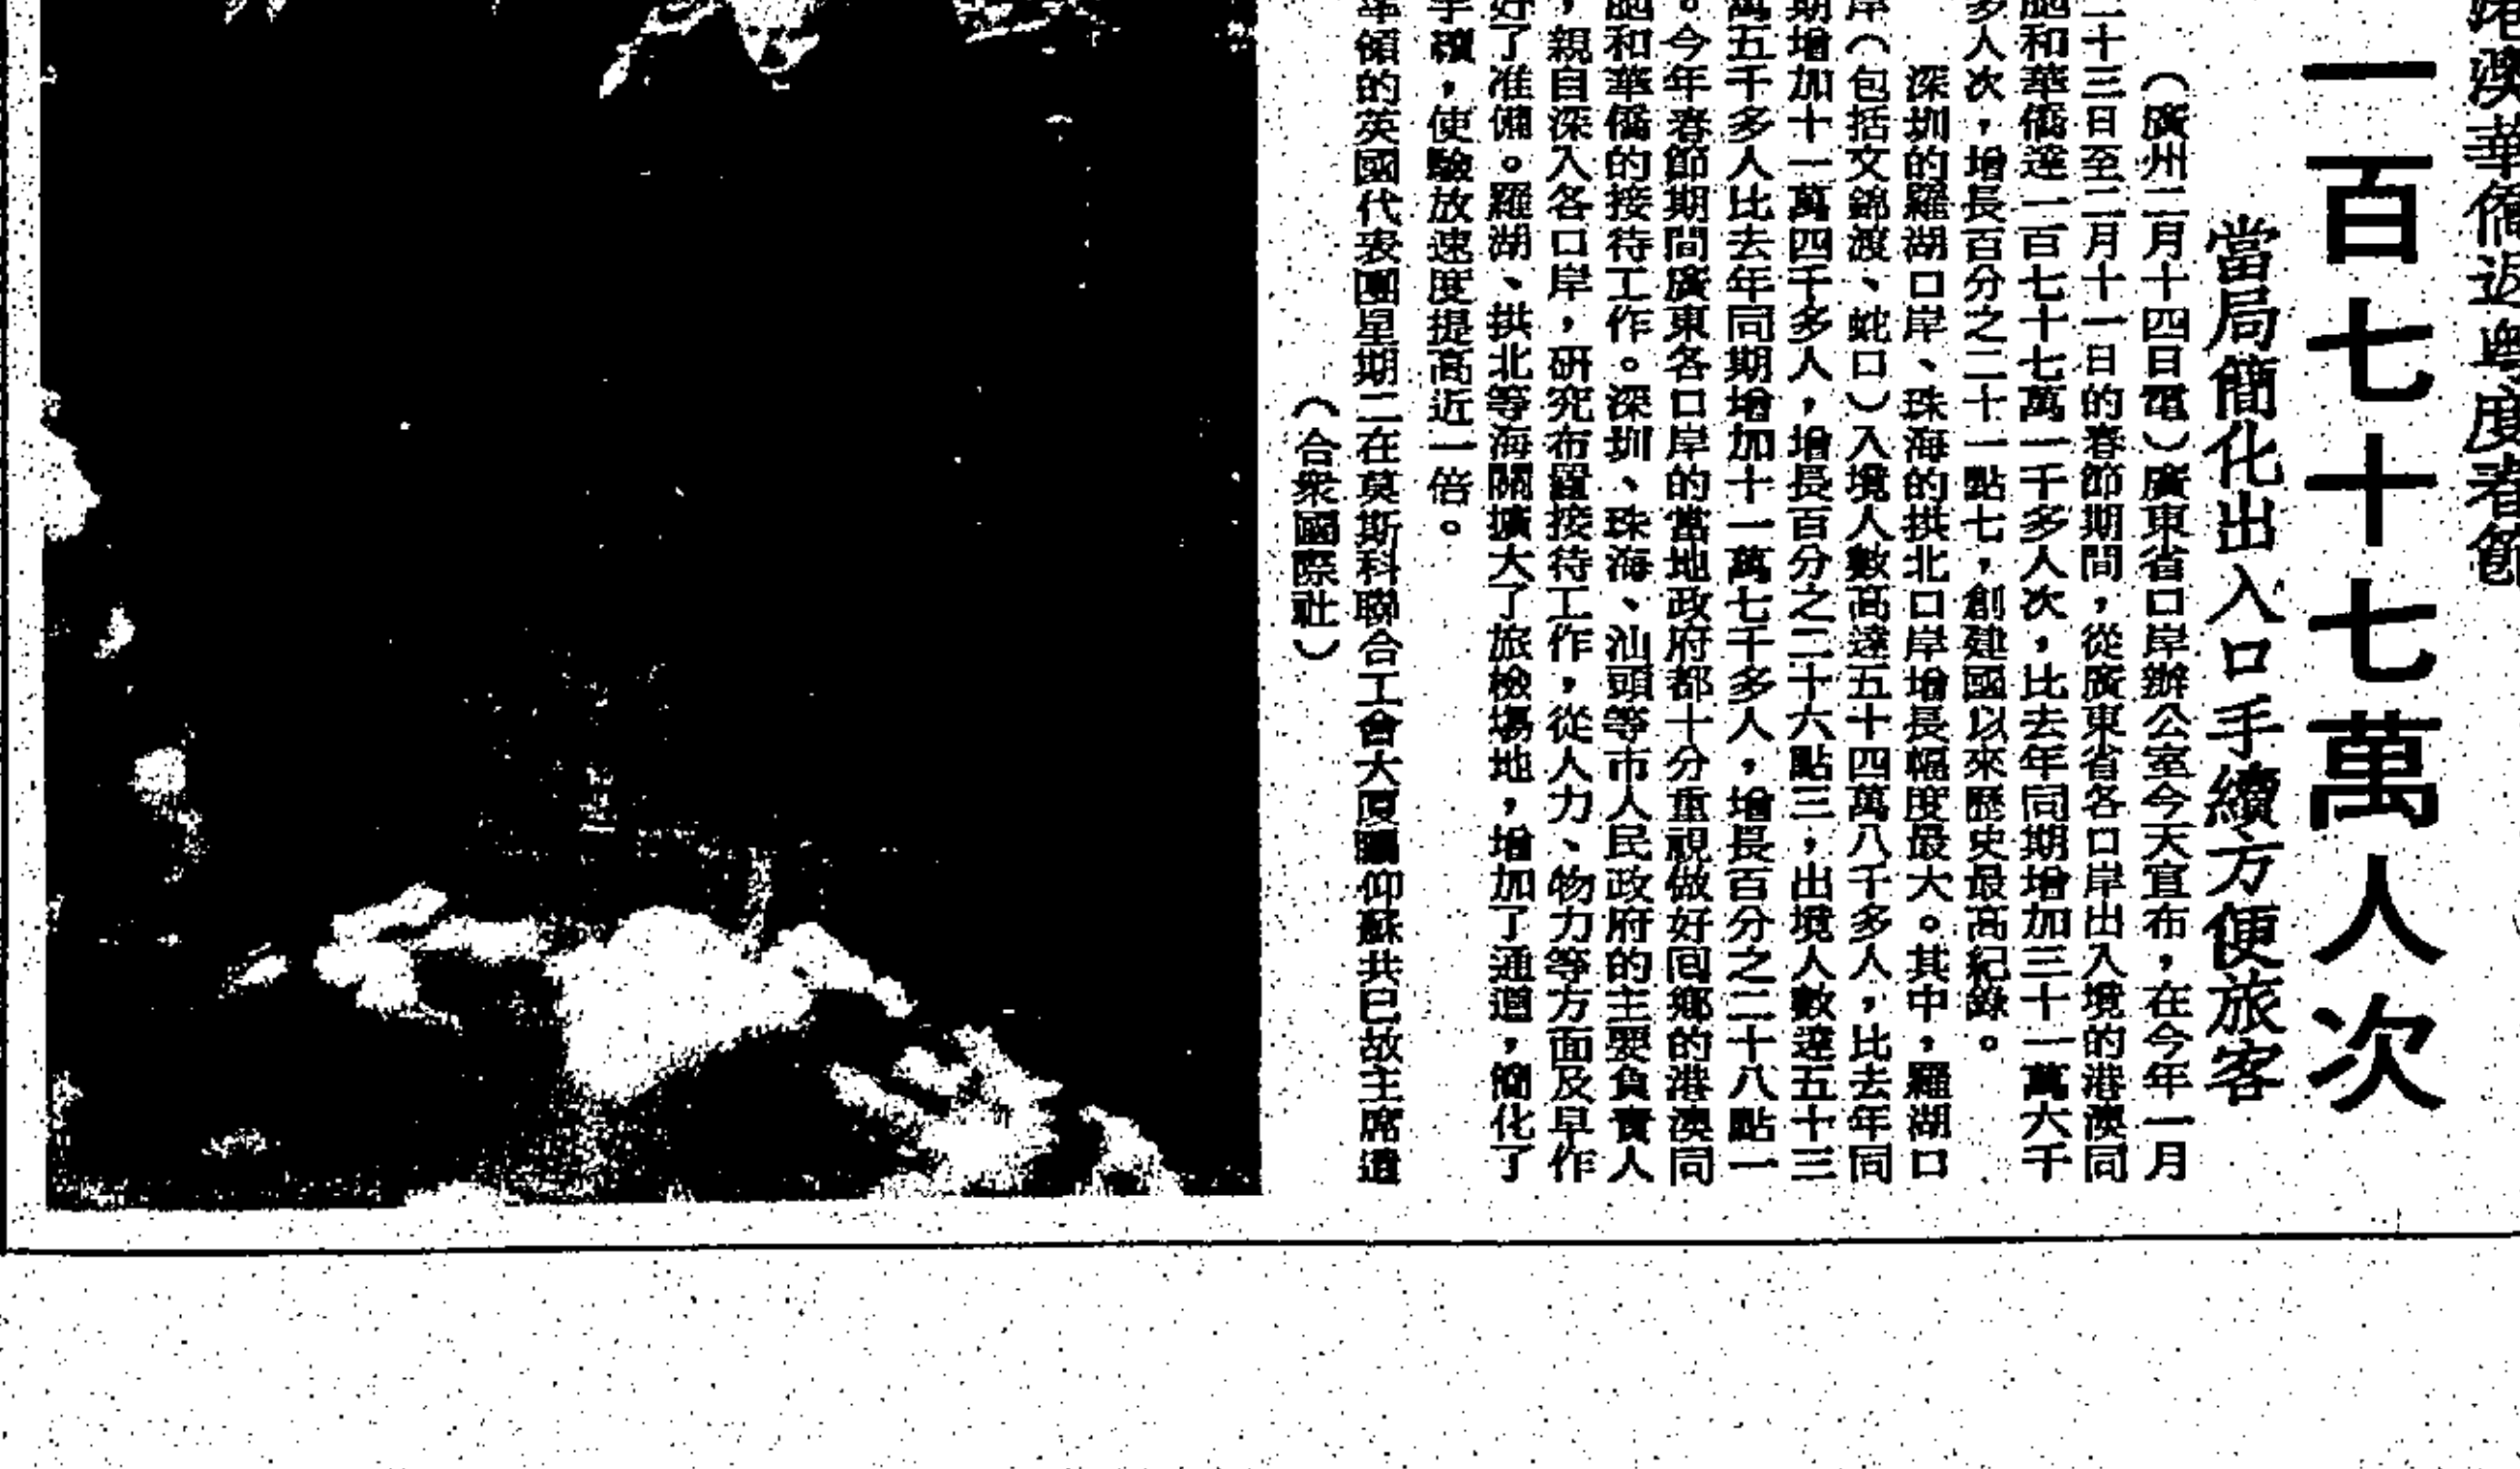 港澳華僑返粵度春節
一百七十七萬人次
當局簡化出入口手續方便旅客
（廣州二月十四日電）廣東省口岸辦公室今天宣布，在今年一月
二十三日至二月十一日的春節期間，從廣東省各口岸出入境的港澳同
胞和華僑達一百七十七萬一千多人次，比去年同期增加三十一萬六千
多人次，增長百分之二十一點七，創建國以來歷史最高紀錄。
深圳的羅湖口岸、珠海的拱北口岸增長幅度最大。其中，羅湖口
岸（包括文錦渡、蛇口）入境人數高達五十四萬八千多人，比去年同
期增加十一萬四千多人，增長百分之二十六點三，出境人數達五十三
萬五千多人比去年同期增加十一萬七千多人，增長百分之二十八點一
。今年春節期間廣東各口岸的當地政府都十分重視做好回鄉的港澳同
胞和華僑的接待工作。深圳、珠海、汕頭等市人民政府的主要負責人
，親自深入各口岸，研究布置接待工作，從人力、物力等方面及早作
好了准備。羅湖、拱北等海關擴大了旅檢場地，增加了通道，簡化了
手續，使驗放速度提高近一倍。
率領的英國代表團星期二在莫斯科聯合工會大厦瞻仰蘇共已故主席遺
（合衆國際社）